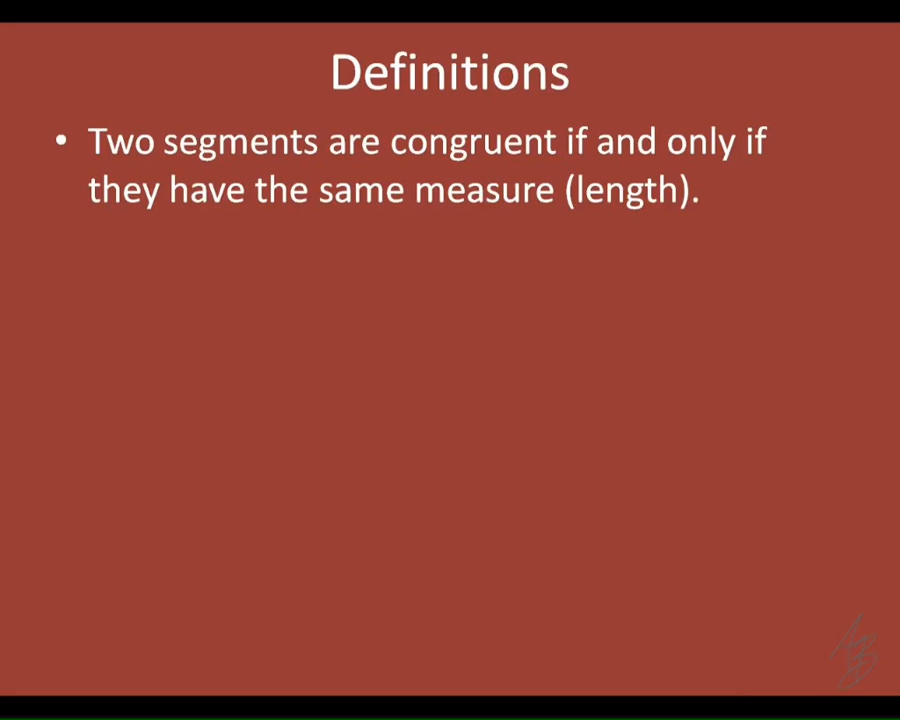 Definitions
• Two segments are congruent if and only if
they have the same measure (length).